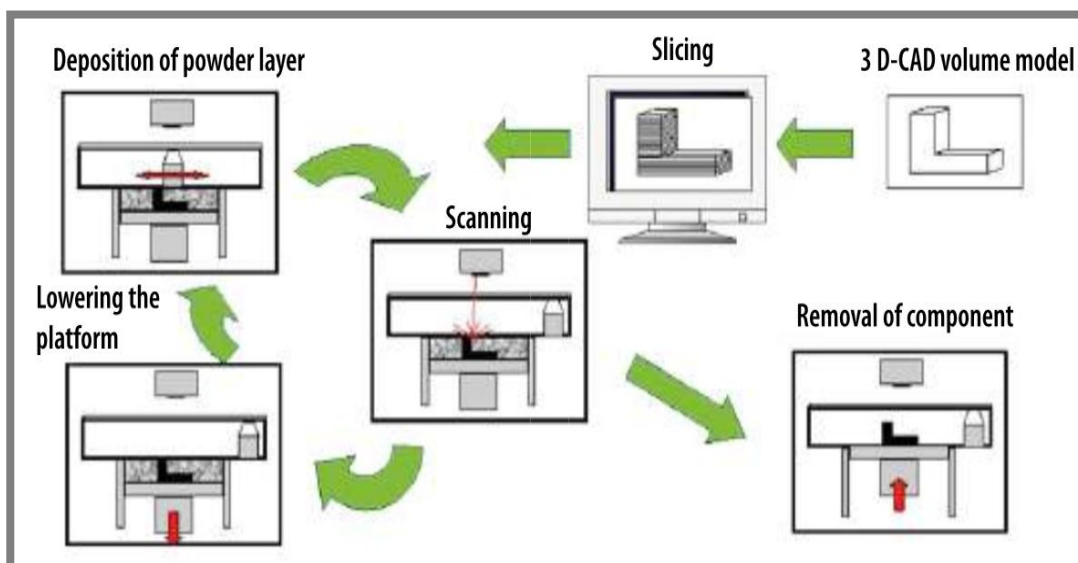 Deposition of powder layer
Slicing
3 D-CAD volume model
Scanning
Lowering the
platform
Removal of component